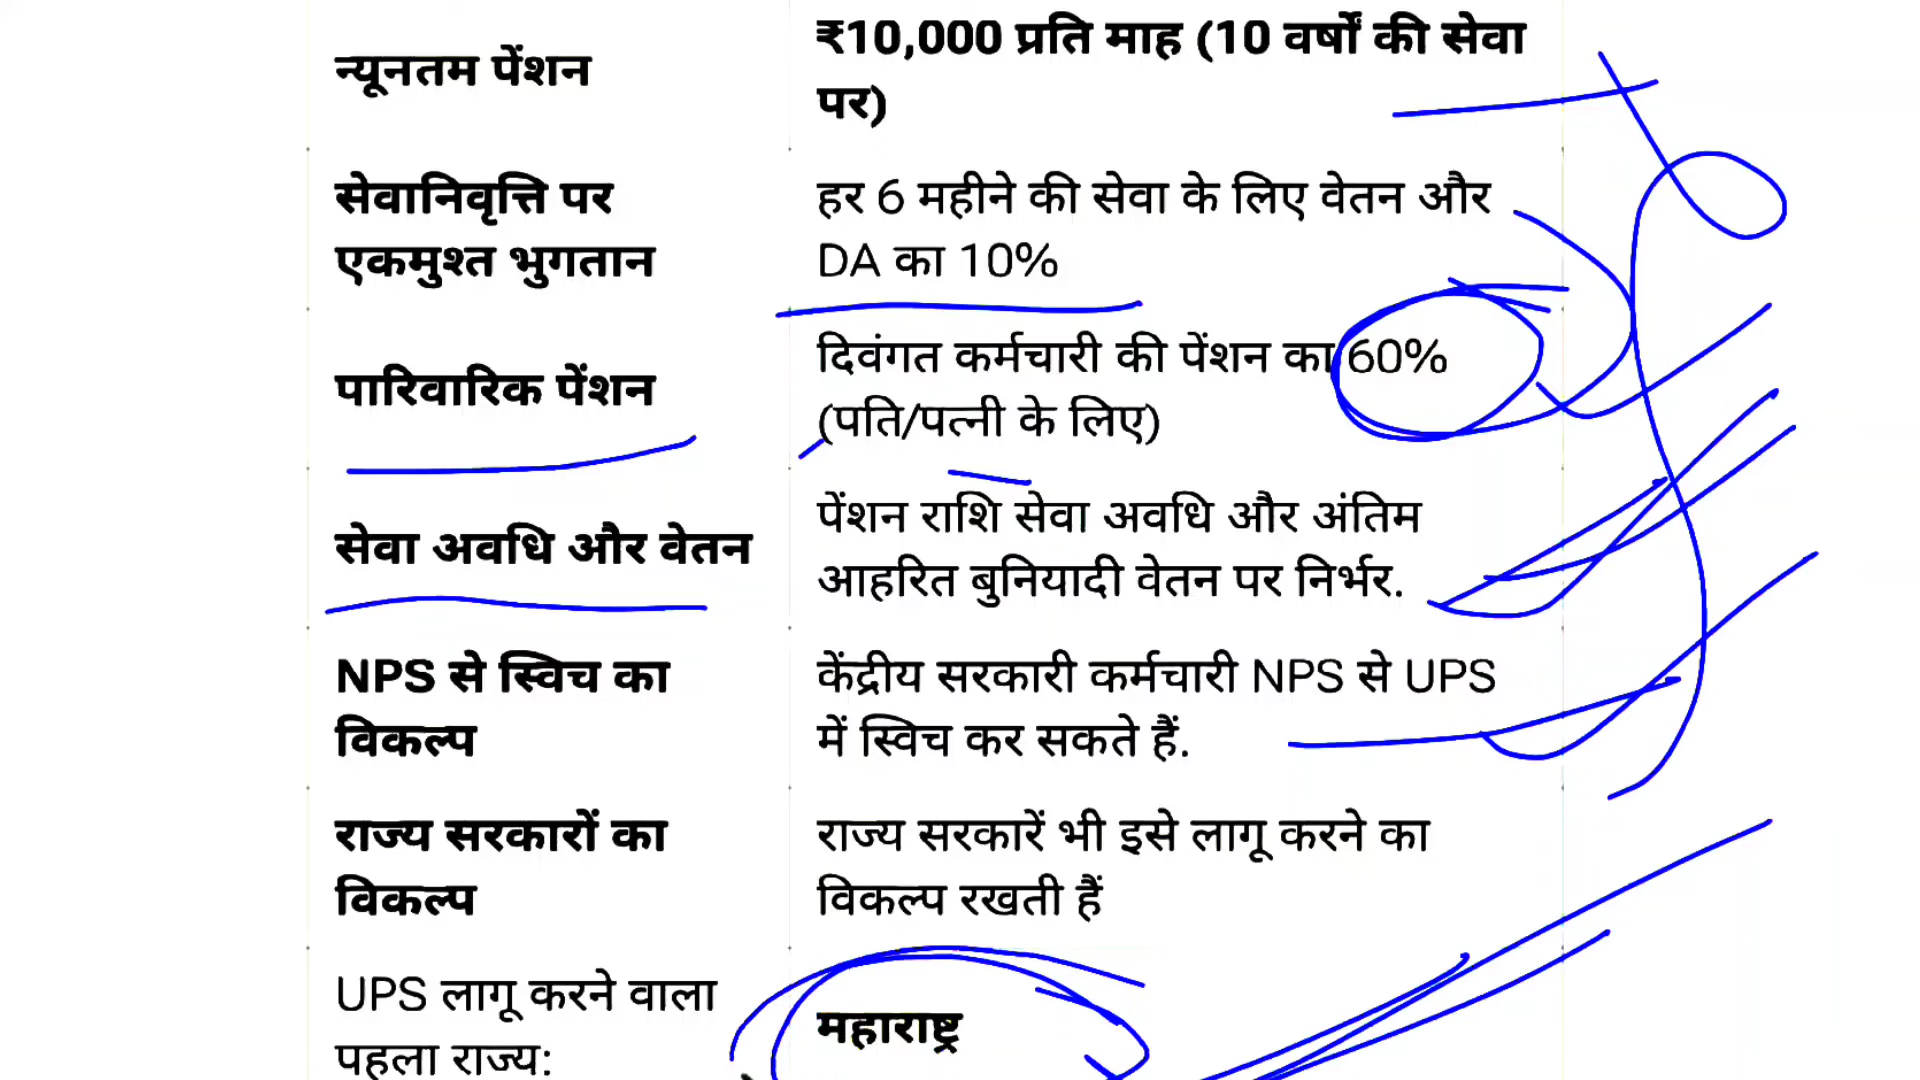 न्यूनतम पेंशन
₹10,000 प्रति माह (10 वर्षों की सेवा
पर)
सेवानिवृत्ति पर
एकमुश्त भुगतान
हर 6 महीने की सेवा के लिए वेतन और
DA का 10%
पारिवारिक पेंशन
दिवंगत कर्मचारी की पेंशन का 60%
(पति/पत्नी के लिए)
सेवा अवधि और वेतन
पेंशन राशि सेवा अवधि और अंतिम
आहरित बुनियादी वेतन पर निर्भर.
NPS से स्विच का
विकल्प
केंद्रीय सरकारी कर्मचारी NPS से UPS
में स्विच कर सकते हैं.
राज्य सरकारों का
विकल्प
राज्य सरकारें भी इसे लागू करने का
विकल्प रखती हैं
UPS लागू करने वाला
पहला राज्य:
महाराष्ट्र